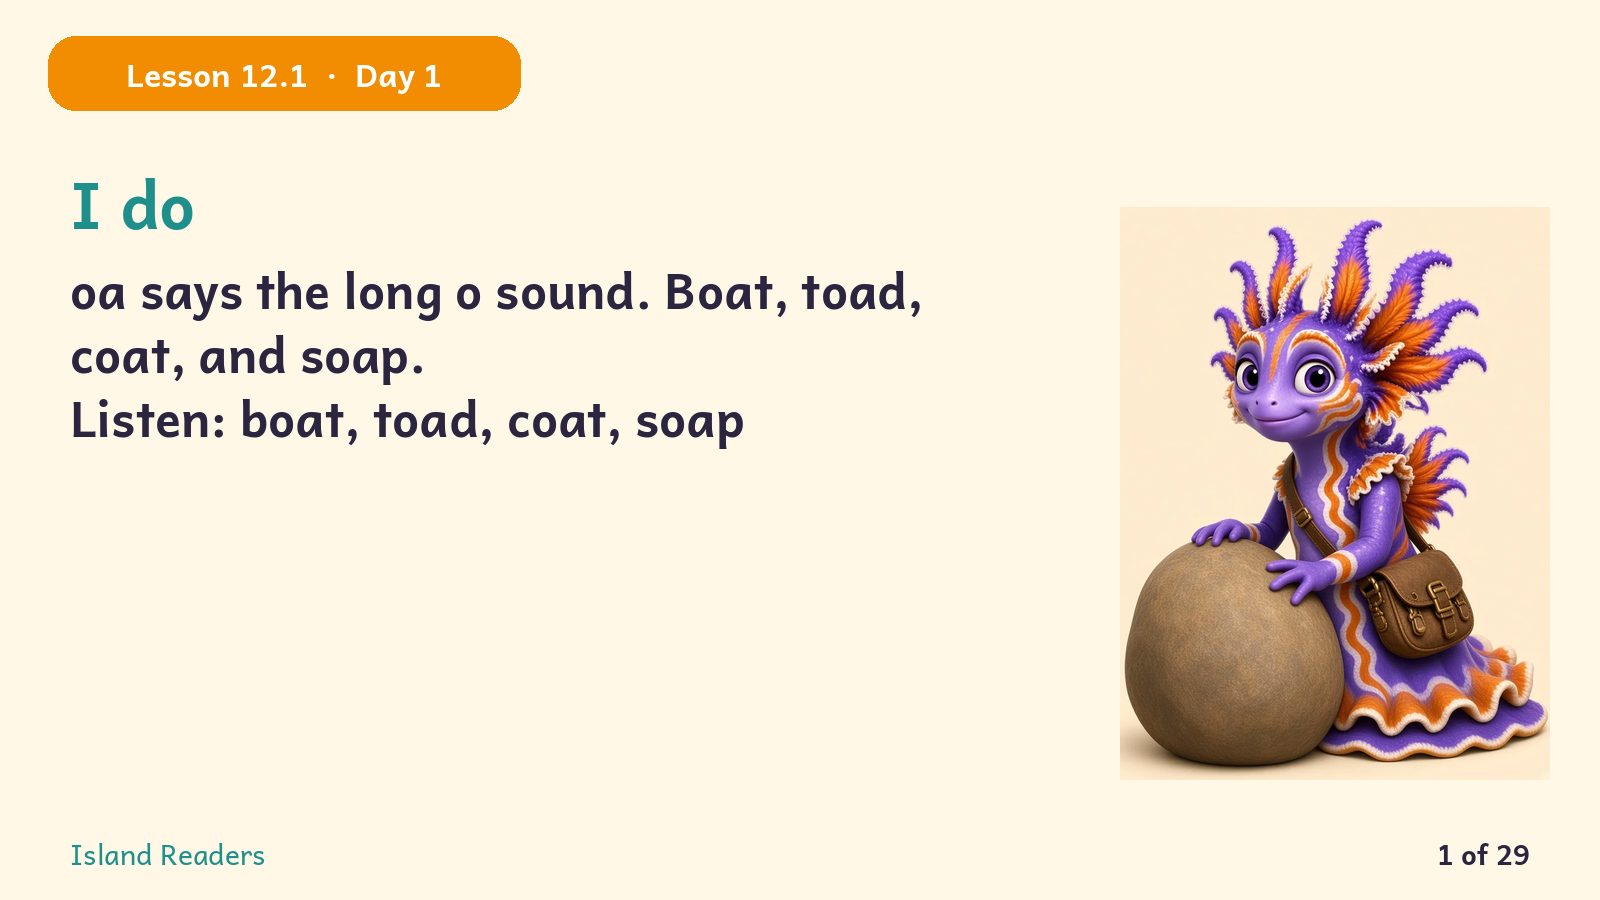 Lesson 12.1 · Day 1
I do
oa says the long o sound. Boat, toad,
coat, and soap.
Listen: boat, toad, coat, soap
Island Readers
1 of 29